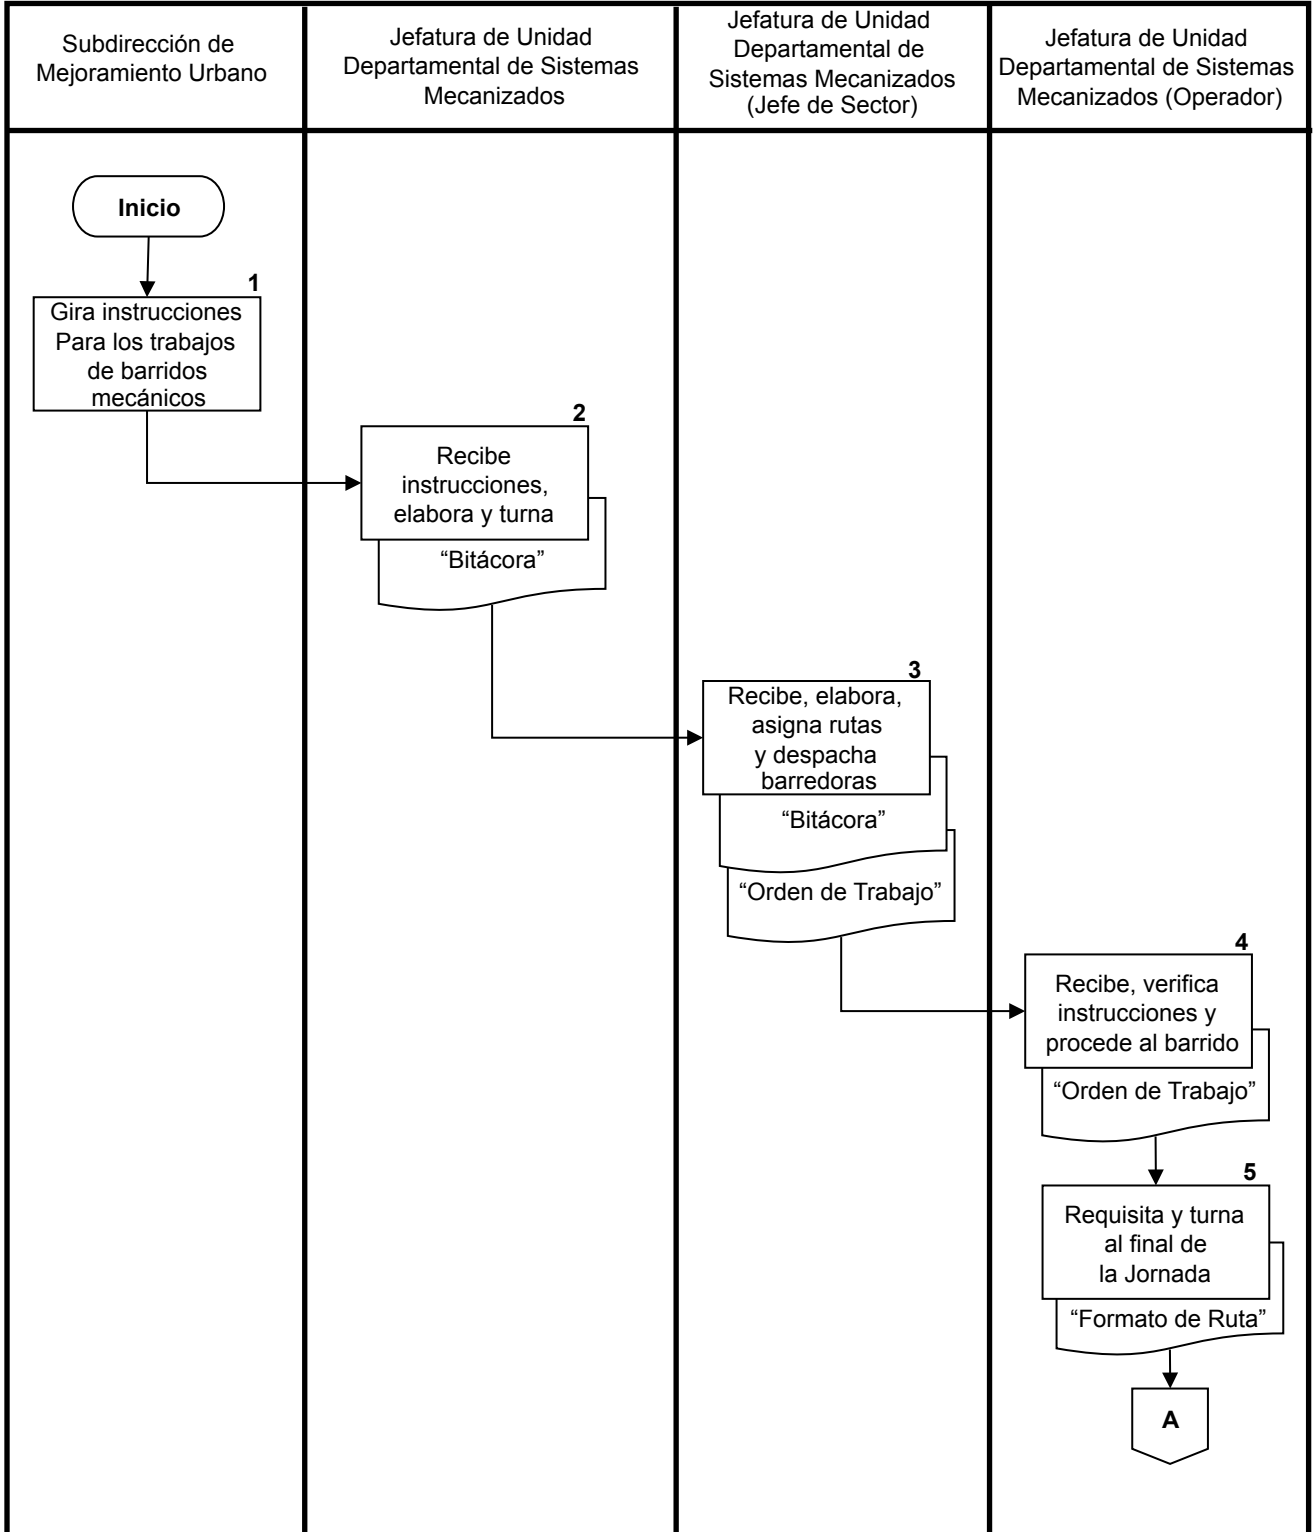 Subdirección de
Mejoramiento Urbano
Jefatura de Unidad
Departamental de Sistemas
Mecanizados
Jefatura de Unidad
Departamental de
Sistemas Mecanizados
(Jefe de Sector)
Jefatura de Unidad
Departamental de Sistemas
Mecanizados (Operador)
Inicio
1
Gira instrucciones
Para los trabajos
de barridos
mecánicos
2
Recibe
instrucciones,
elabora y turna
“Bitácora”
3
Recibe, elabora,
asigna rutas
y despacha
barredoras
“Bitácora”
“Orden de Trabajo”
4
Recibe, verifica
instrucciones y
procede al barrido
“Orden de Trabajo”
5
Requisita y turna
al final de
la Jornada
“Formato de Ruta”
A